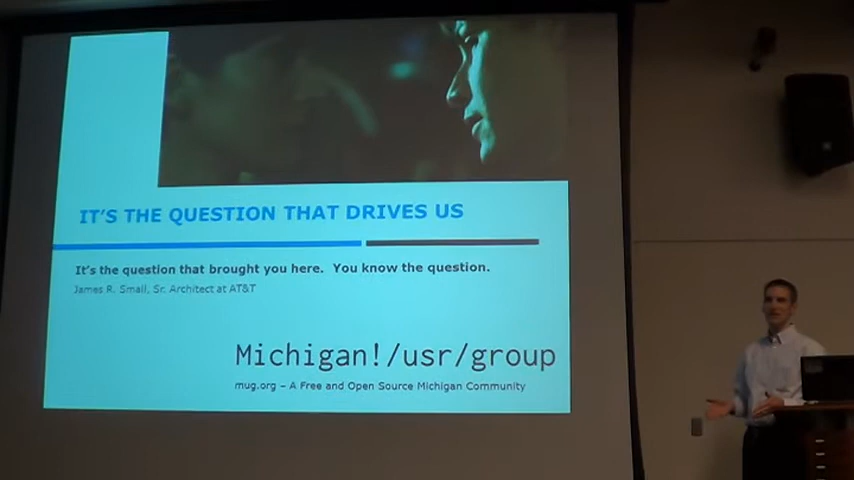 IT'S THE QUESTION THAT DRIVES US
It's the question that brought you here.  You know the question.
James R. Small, Sr. Architect at AT&T
Michigan!/usr/group
mug.org – A Free and Open Source Michigan Community